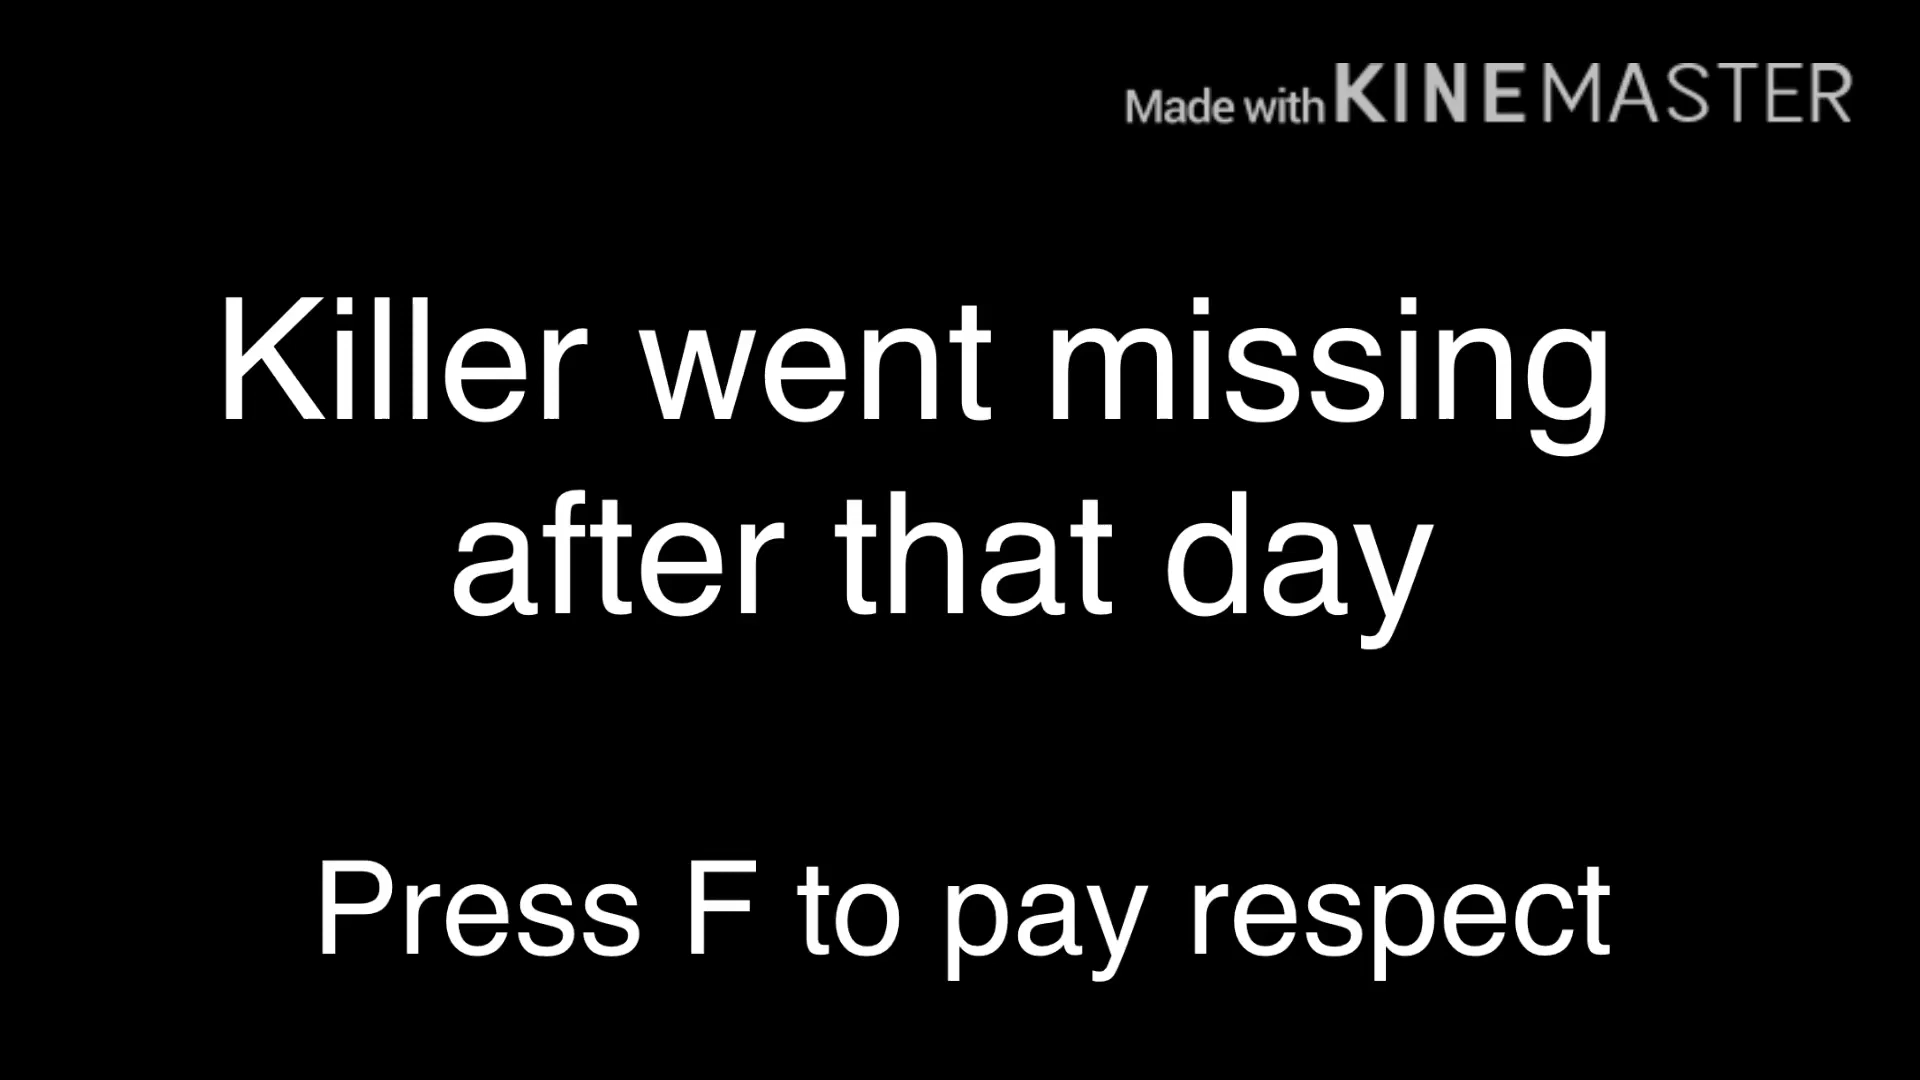 Made with KINEMASTER
Killer went missing
after that day
Press F to pay respect